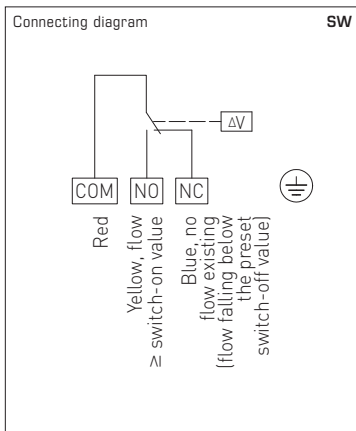 Connecting diagram SW
ΔV
COM NO NC
Red
Yellow, flow
≥ switch-on value
Blue, no
flow existing
(flow falling below
the preset
switch-off value)